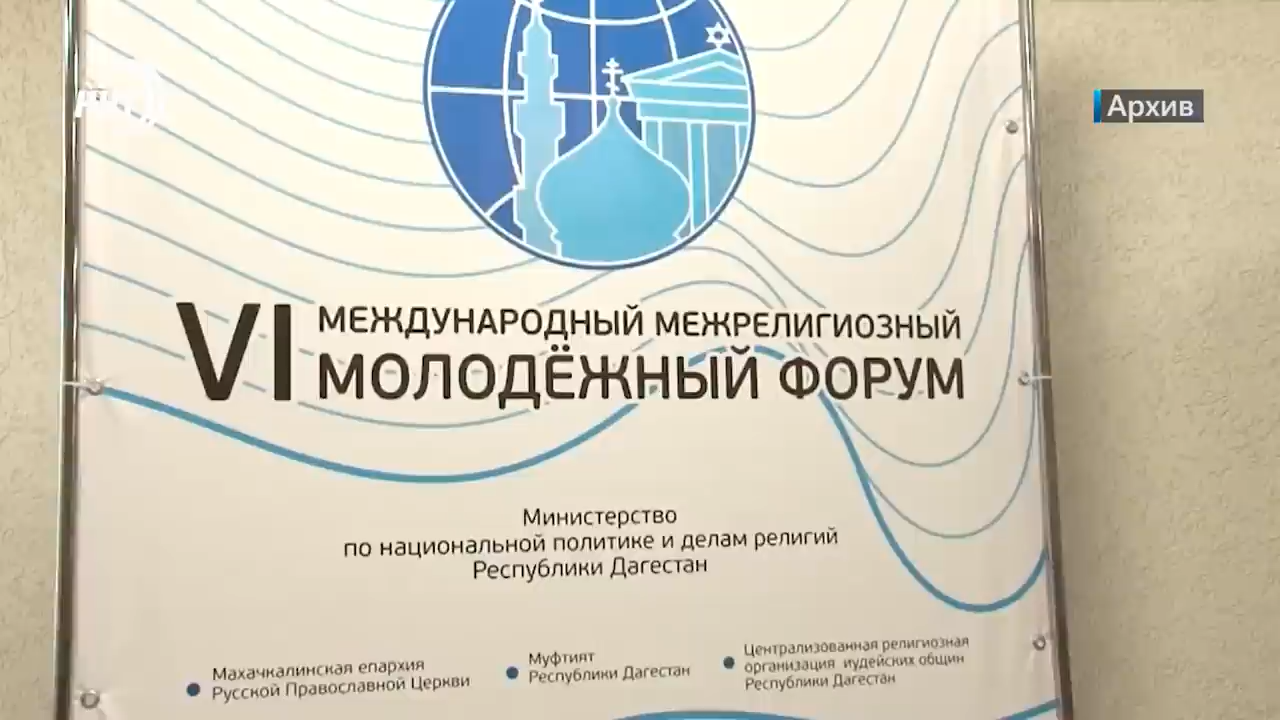 Архив
VI МЕЖДУНАРОДНЫЙ МЕЖРЕЛИГИОЗНЫЙ
МОЛОДЁЖНЫЙ ФОРУМ
Министерство
по национальной политике и делам религий
Республики Дагестан
Махачкалинская епархия
Русской Православной Церкви
Муфтият
Республики Дагестан
Централизованная религиозная
организация иудейских общин
Республики Дагестан